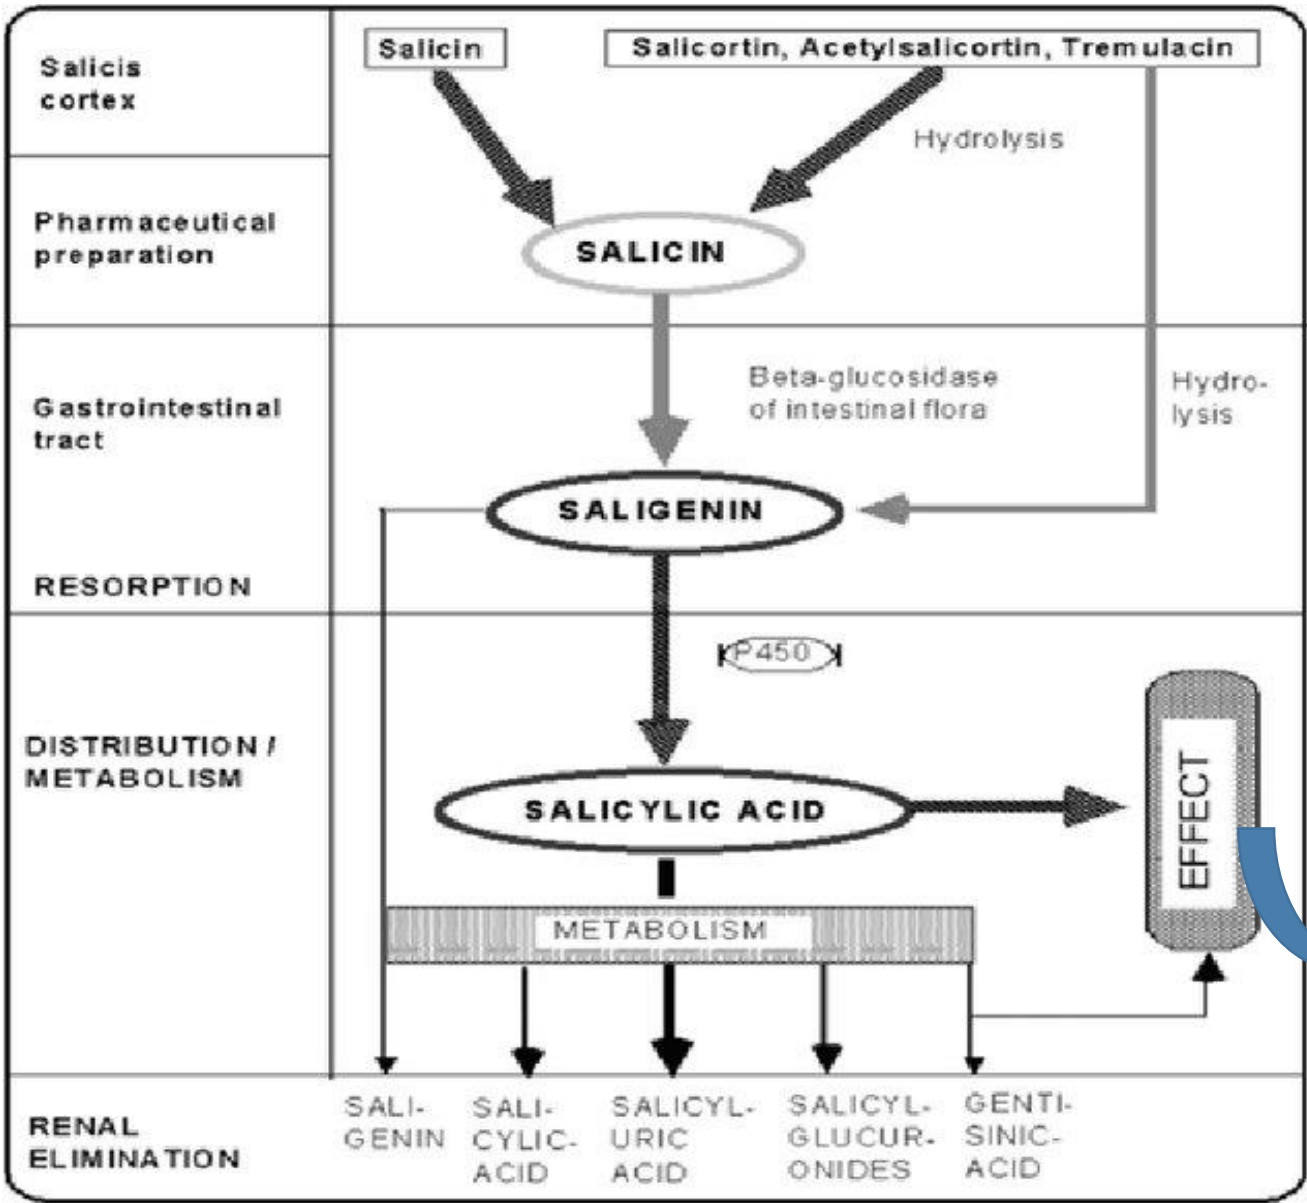 Salicis
cortex
Salicin
Salicortin, Acetylsalicortin, Tremulacin
Hydrolysis
Pharmaceutical
preparation
SALICIN
Gastrointestinal
tract
Beta-glucosidase
of intestinal flora
Hydro-
lysis
SALIGENIN
RESORPTION
P450
DISTRIBUTION /
METABOLISM
SALICYLIC ACID
EFFECT
METABOLISM
RENAL
ELIMINATION
SALI-
GENIN
SALI-
CYLIC-
ACID
SALICYL-
URIC
ACID
SALICYL-
GLUCUR-
ONIDES
GENTI-
SINIC-
ACID